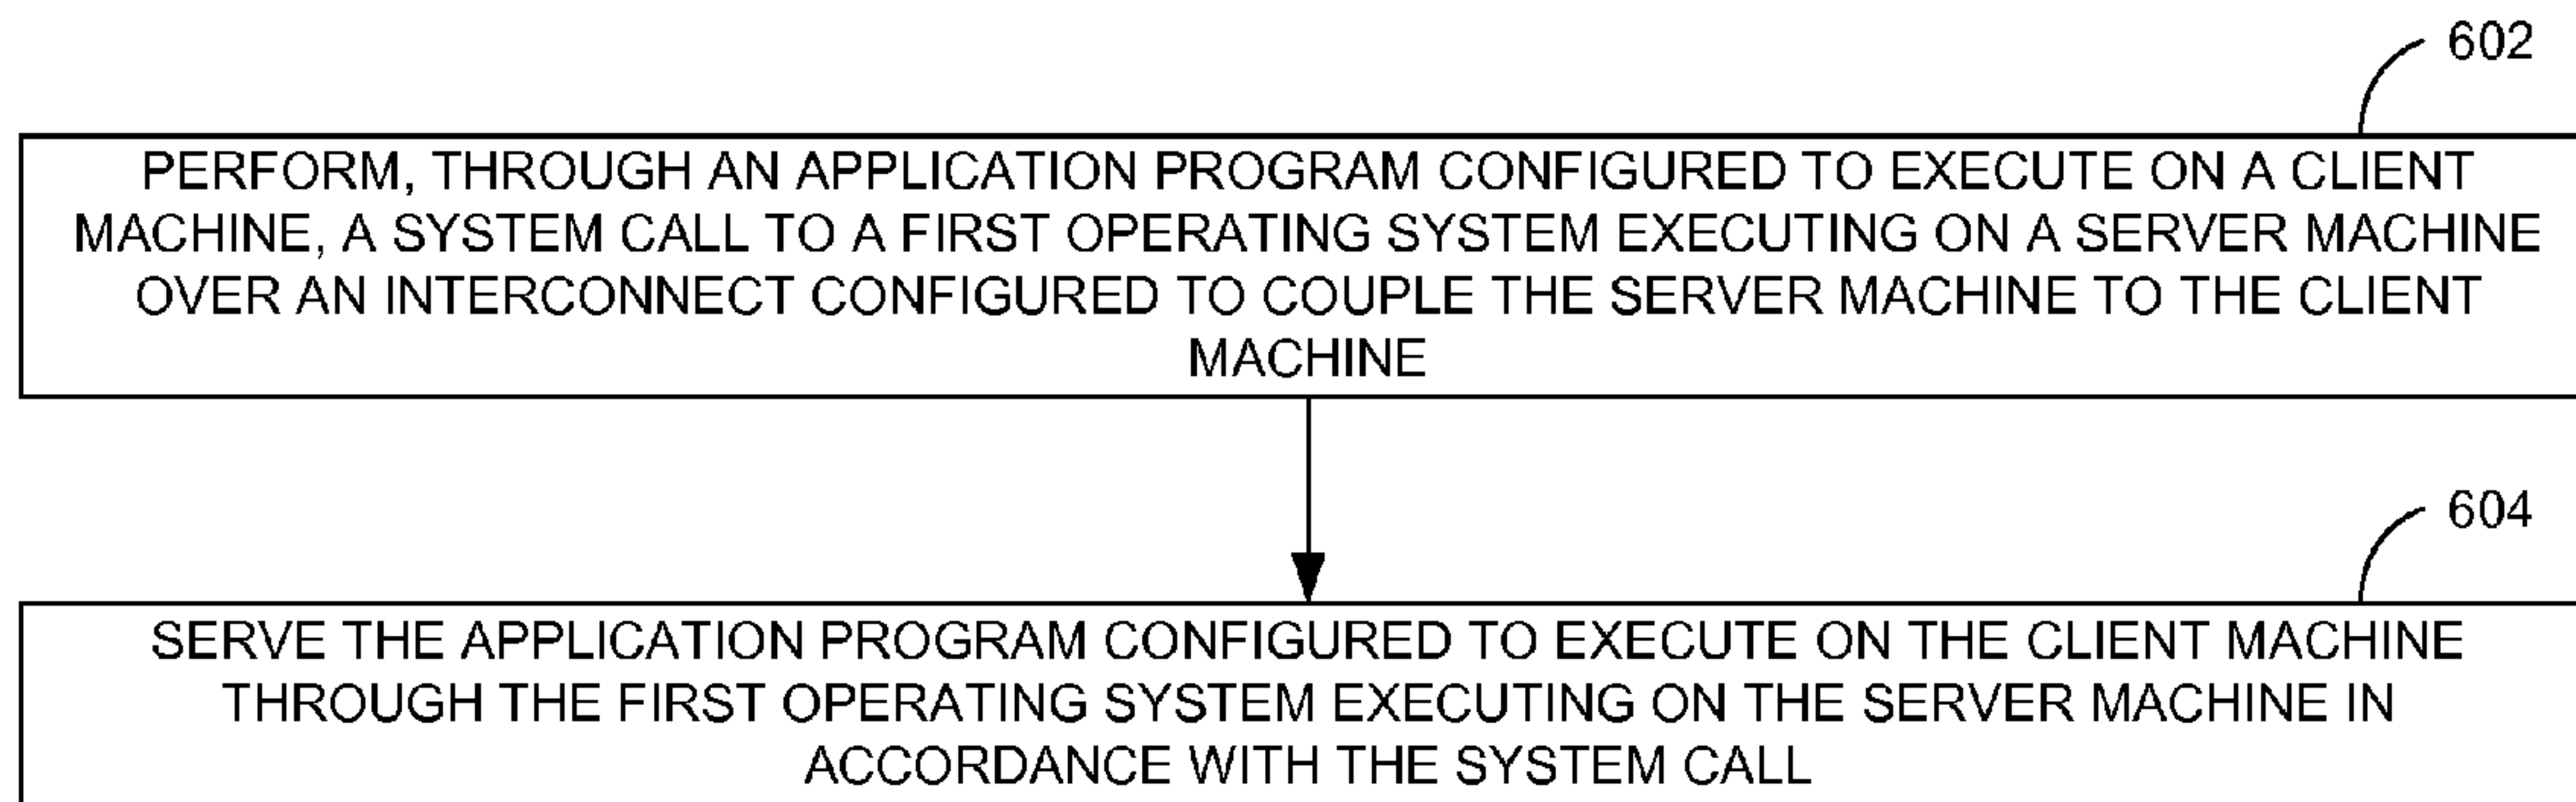 602
PERFORM, THROUGH AN APPLICATION PROGRAM CONFIGURED TO EXECUTE ON A CLIENT
MACHINE, A SYSTEM CALL TO A FIRST OPERATING SYSTEM EXECUTING ON A SERVER MACHINE
OVER AN INTERCONNECT CONFIGURED TO COUPLE THE SERVER MACHINE TO THE CLIENT
MACHINE
604
SERVE THE APPLICATION PROGRAM CONFIGURED TO EXECUTE ON THE CLIENT MACHINE
THROUGH THE FIRST OPERATING SYSTEM EXECUTING ON THE SERVER MACHINE IN
ACCORDANCE WITH THE SYSTEM CALL